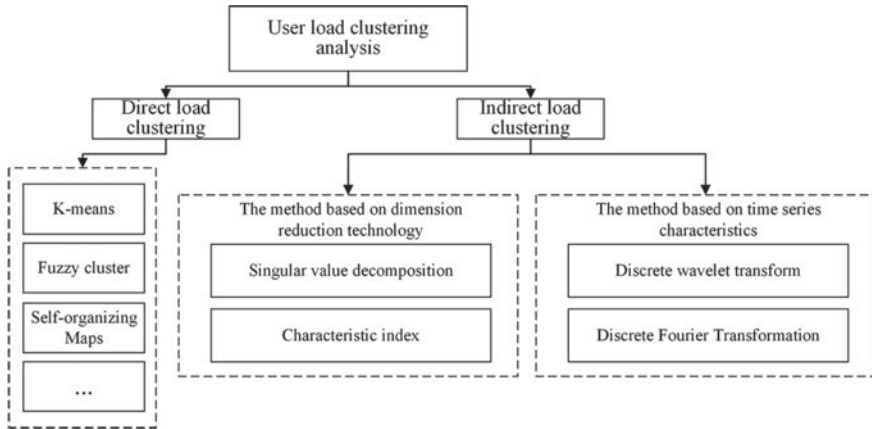 User load clustering
analysis
Direct load
clustering
Indirect load
clustering
K-means
Fuzzy cluster
Self-organizing
Maps
...
The method based on dimension
reduction technology
Singular value decomposition
Characteristic index
The method based on time series
characteristics
Discrete wavelet transform
Discrete Fourier Transformation